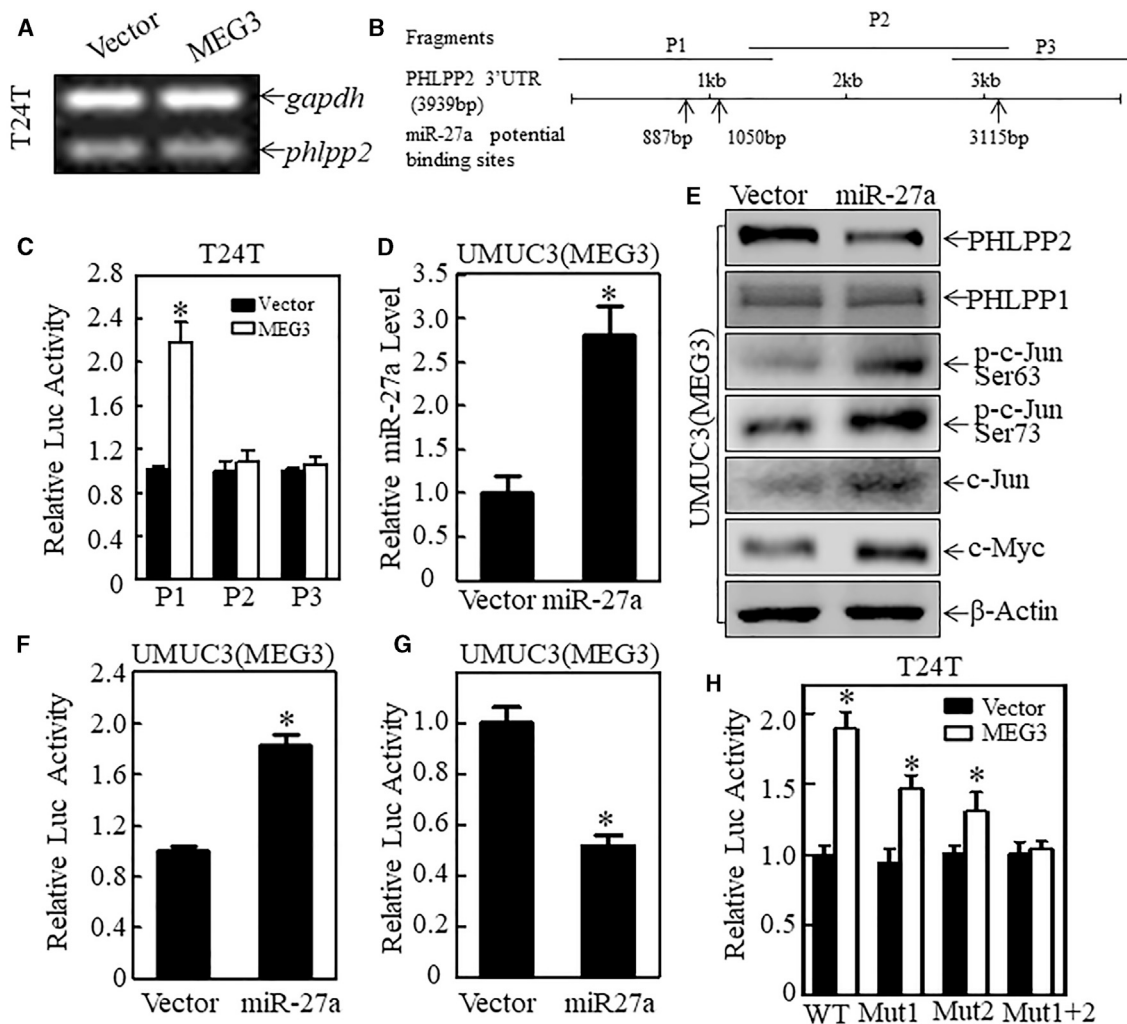 A
Vector
MEG3
T24T
gapdh
phlpp2
B
Fragments
P1
P2
P3
PHLPP2 3'UTR
(3939bp)
1kb
2kb
3kb
miR-27a potential
binding sites
887bp
1050bp
3115bp
C
T24T
Relative Luc Activity
2.8
2.4
2.0
1.6
1.2
0.8
0.4
0
Vector
MEG3
*
P1
P2
P3
D
UMUC3(MEG3)
Relative miR-27a Level
3.5
3.0
2.5
2.0
1.5
1.0
0.5
0
*
Vector
miR-27a
E
Vector
miR-27a
UMUC3(MEG3)
PHLPP2
PHLPP1
p-c-Jun
Ser63
p-c-Jun
Ser73
c-Jun
c-Myc
β-Actin
F
UMUC3(MEG3)
Relative Luc Activity
2.4
2.0
1.6
1.2
0.8
0.4
0
*
Vector
miR-27a
G
UMUC3(MEG3)
Relative Luc Activity
1.0
0.8
0.6
0.4
0.2
0
*
Vector
miR27a
H
T24T
Relative Luc Activity
2.0
1.5
1.0
0.5
0
Vector
MEG3
*
*
*
WT
Mut1
Mut2
Mut1+2